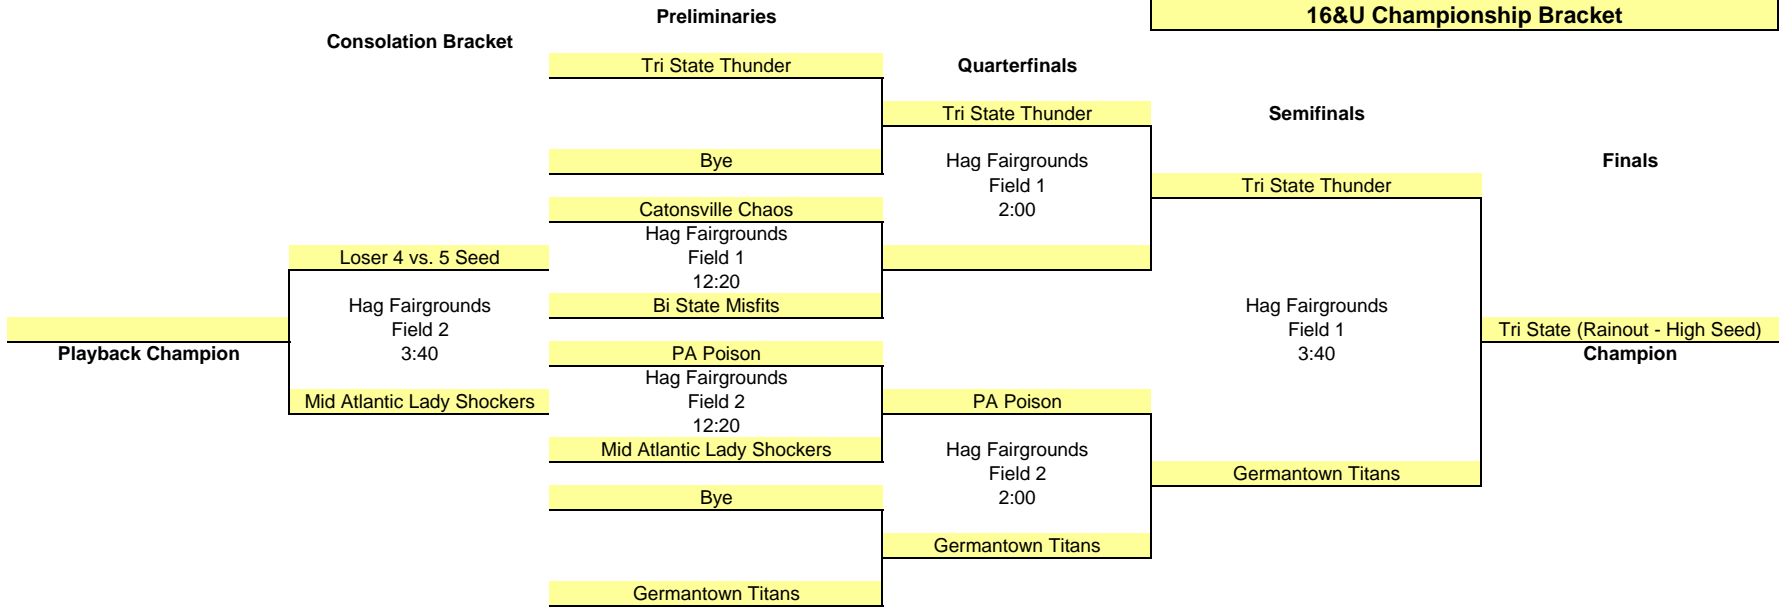 Preliminaries
16&U Championship Bracket
Consolation Bracket
Tri State Thunder
Quarterfinals
Tri State Thunder
Semifinals
Bye
Hag Fairgrounds
Field 1
2:00
Finals
Tri State Thunder
Catonsville Chaos
Hag Fairgrounds
Field 1
12:20
Loser 4 vs. 5 Seed
Bi State Misfits
Hag Fairgrounds
Field 2
3:40
Hag Fairgrounds
Field 1
3:40
Tri State (Rainout - High Seed)
Champion
Playback Champion
PA Poison
Hag Fairgrounds
Field 2
12:20
Mid Atlantic Lady Shockers
PA Poison
Mid Atlantic Lady Shockers
Hag Fairgrounds
Field 2
2:00
Germantown Titans
Bye
Germantown Titans
Germantown Titans